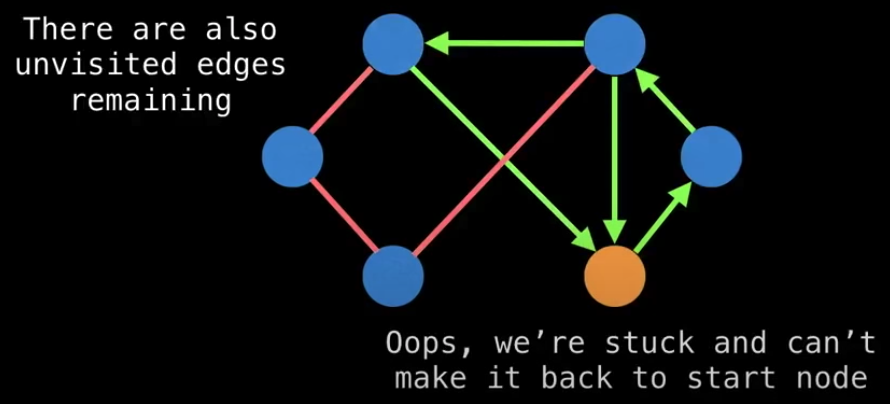 There are also
unvisited edges
remaining
Oops, we’re stuck and can’t
make it back to start node